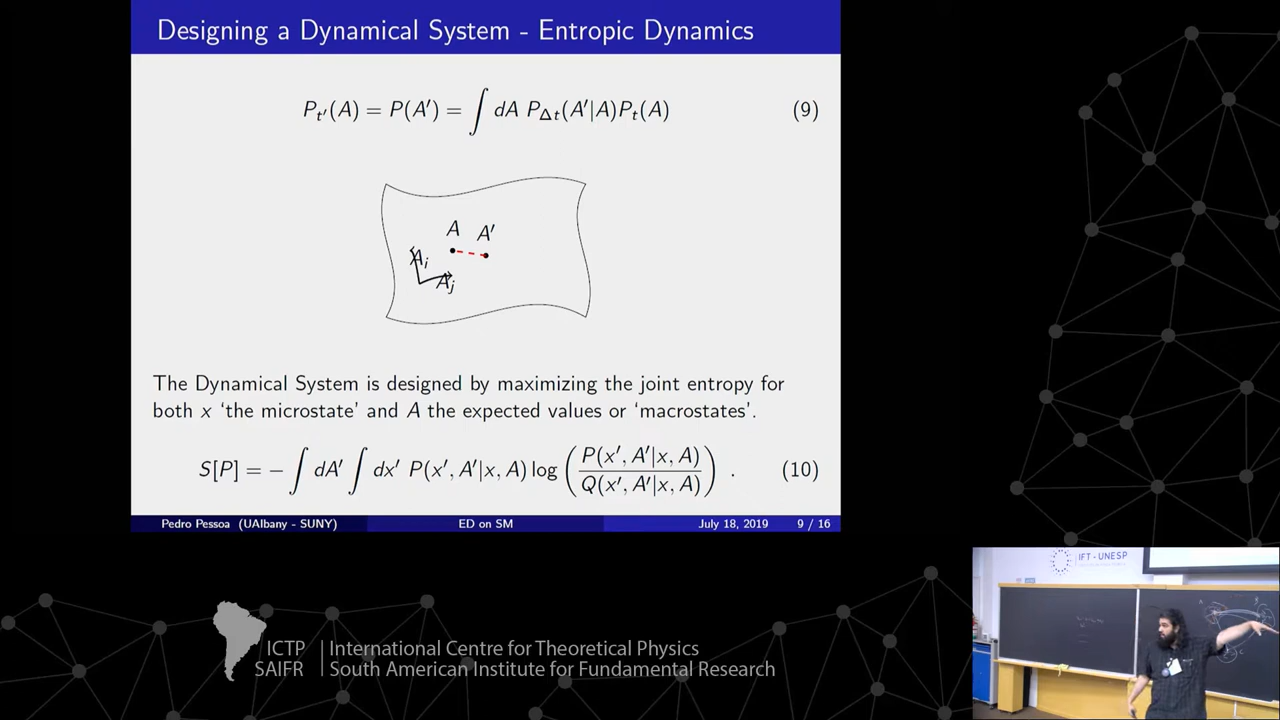 Designing a Dynamical System - Entropic Dynamics
P_{t'}(A) = P(A') = ∫ dA P_{Δt}(A'|A)P_t(A) (9)
A A'
A_i
A_j
The Dynamical System is designed by maximizing the joint entropy for
both x ‘the microstate’ and A the expected values or ‘macrostates’.
S[P] = − ∫ dA' ∫ dx' P(x', A'|x, A) log ( P(x', A'|x, A) / Q(x', A'|x, A) ) . (10)
Pedro Pessoa (UAlbany - SUNY) ED on SM July 18, 2019 9 / 16
IFT - UNESP
ICTP International Centre for Theoretical Physics
SAIFR South American Institute for Fundamental Research